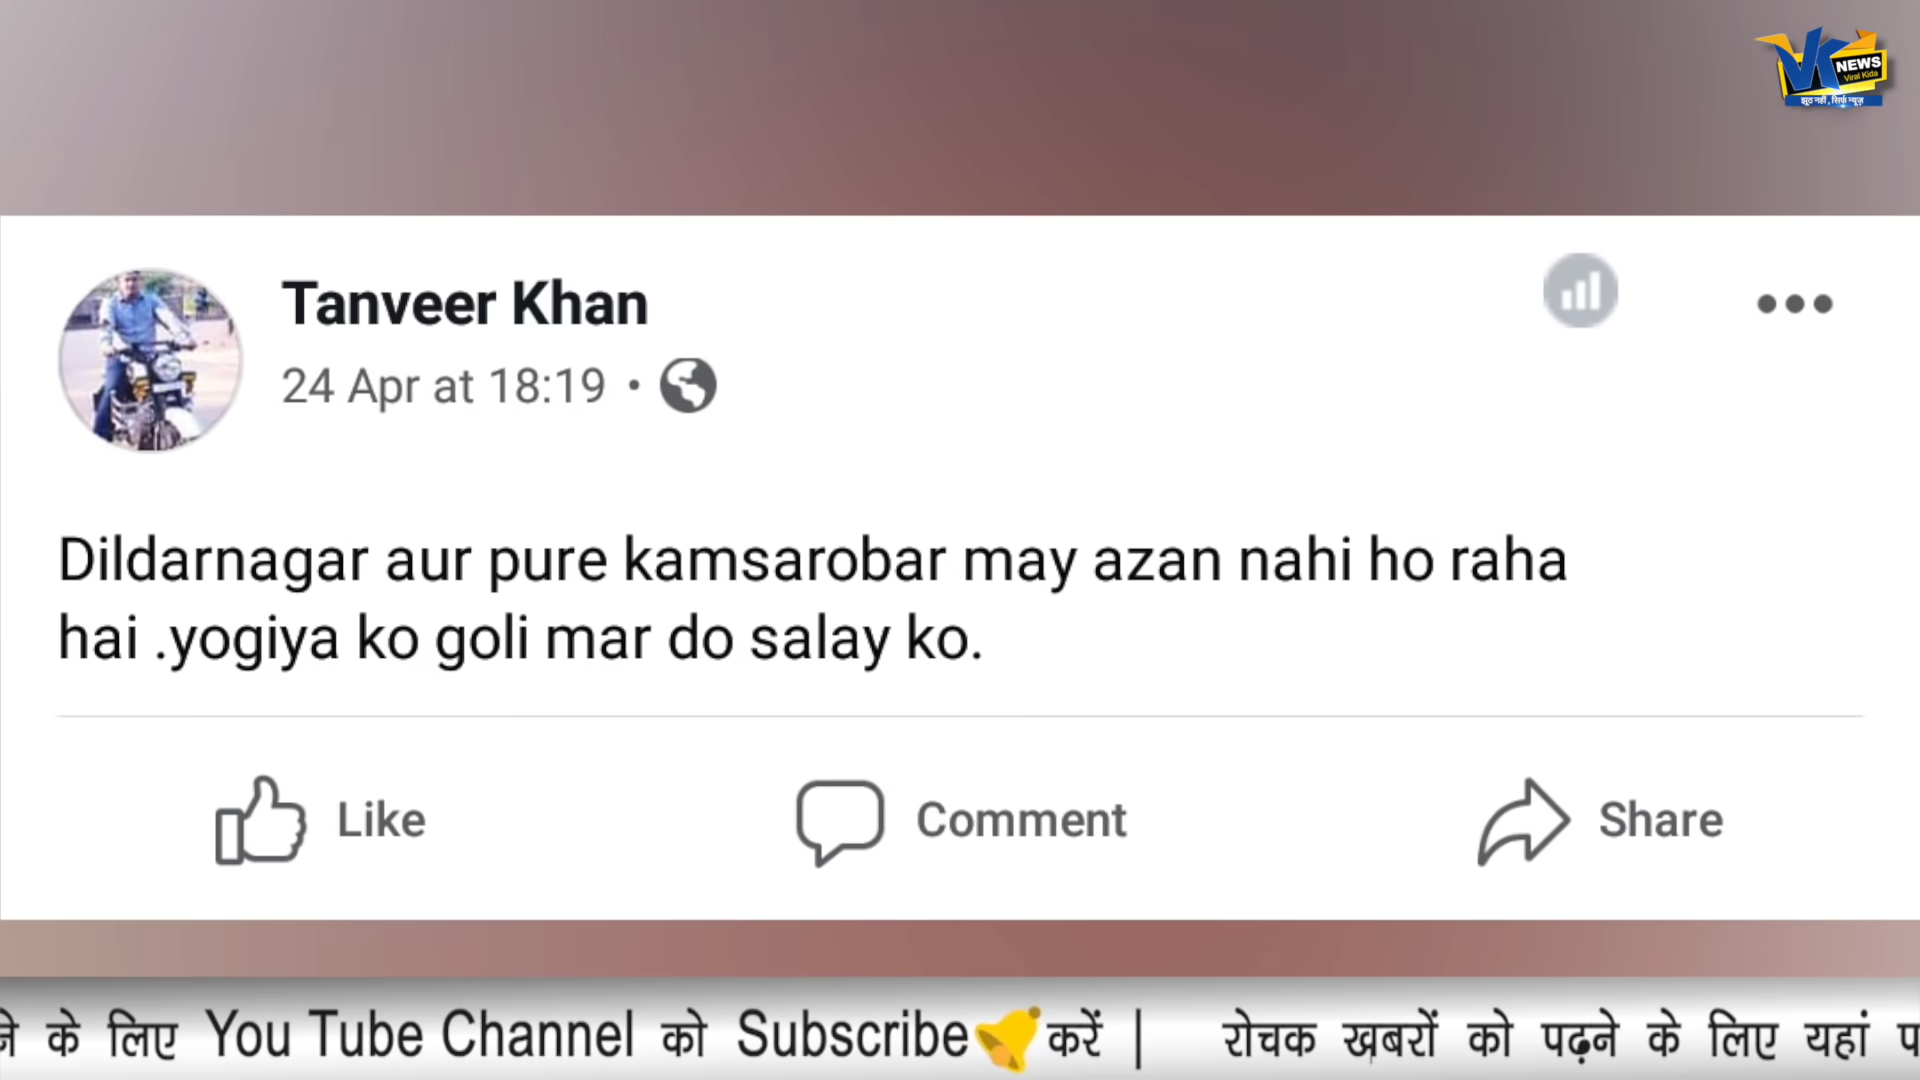 VK
NEWS
Viral Kida
झूठ नहीं, सिर्फ न्यूज़
Tanveer Khan
24 Apr at 18:19 •
Dildarnagar aur pure kamsarobar may azan nahi ho raha
hai .yogiya ko goli mar do salay ko.
Like Comment Share
के लिए You Tube Channel को Subscribe करें | रोचक ख़बरों को पढ़ने के लिए यहां